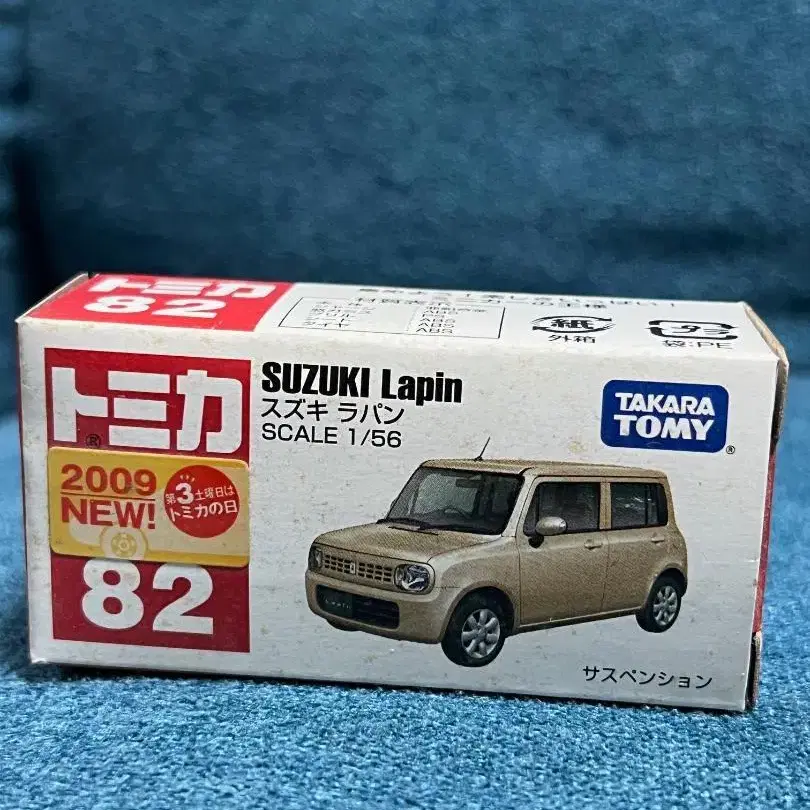 トミカ
82
外箱
袋:PE
トミカ
®
2009
NEW!
第3土曜日は
トミカの日
82
SUZUKI Lapin
スズキ ラパン
SCALE 1/56
TAKARA
TOMY
®
サスペンション